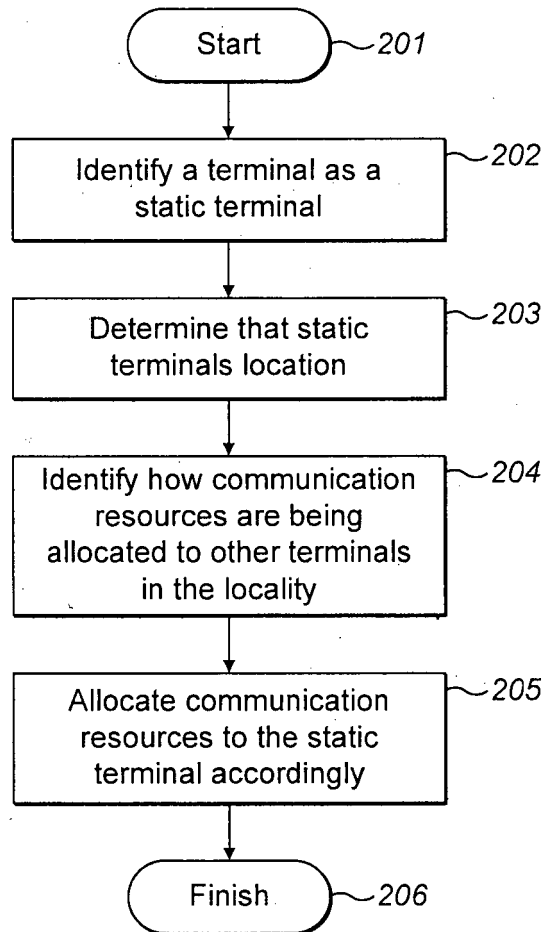 Start
201
Identify a terminal as a
static terminal
202
Determine that static
terminals location
203
Identify how communication
resources are being
allocated to other terminals
in the locality
204
Allocate communication
resources to the static
terminal accordingly
205
Finish
206